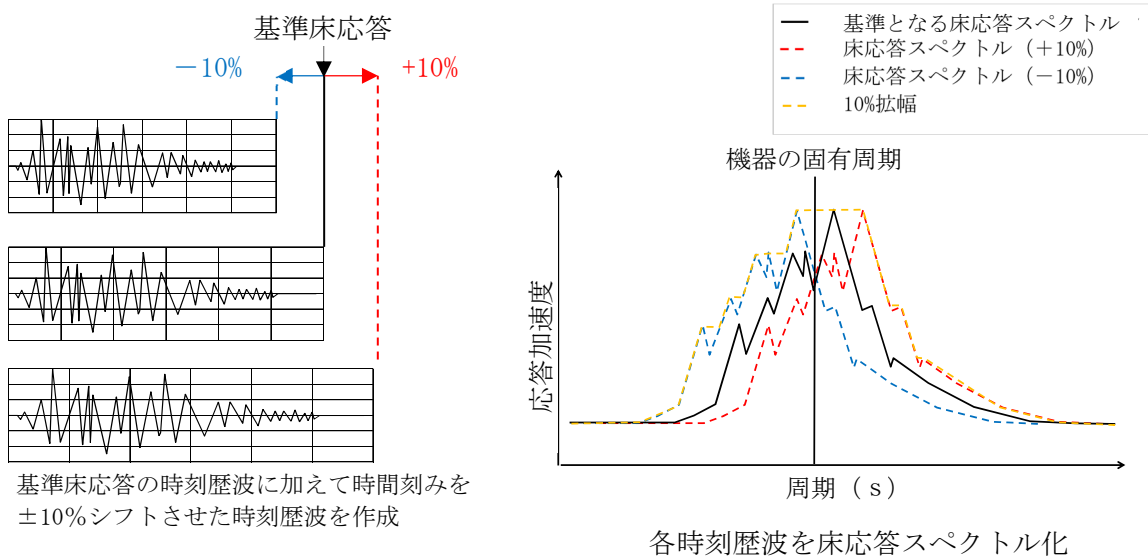 基準床応答
－10%
+10%
基準床応答の時刻歴波に加えて時間刻みを
±10％シフトさせた時刻歴波を作成
基準となる床応答スペクトル
床応答スペクトル（＋10%）
床応答スペクトル（－10%）
10%拡幅
機器の固有周期
応答加速度
周期（ｓ）
各時刻歴波を床応答スペクトル化